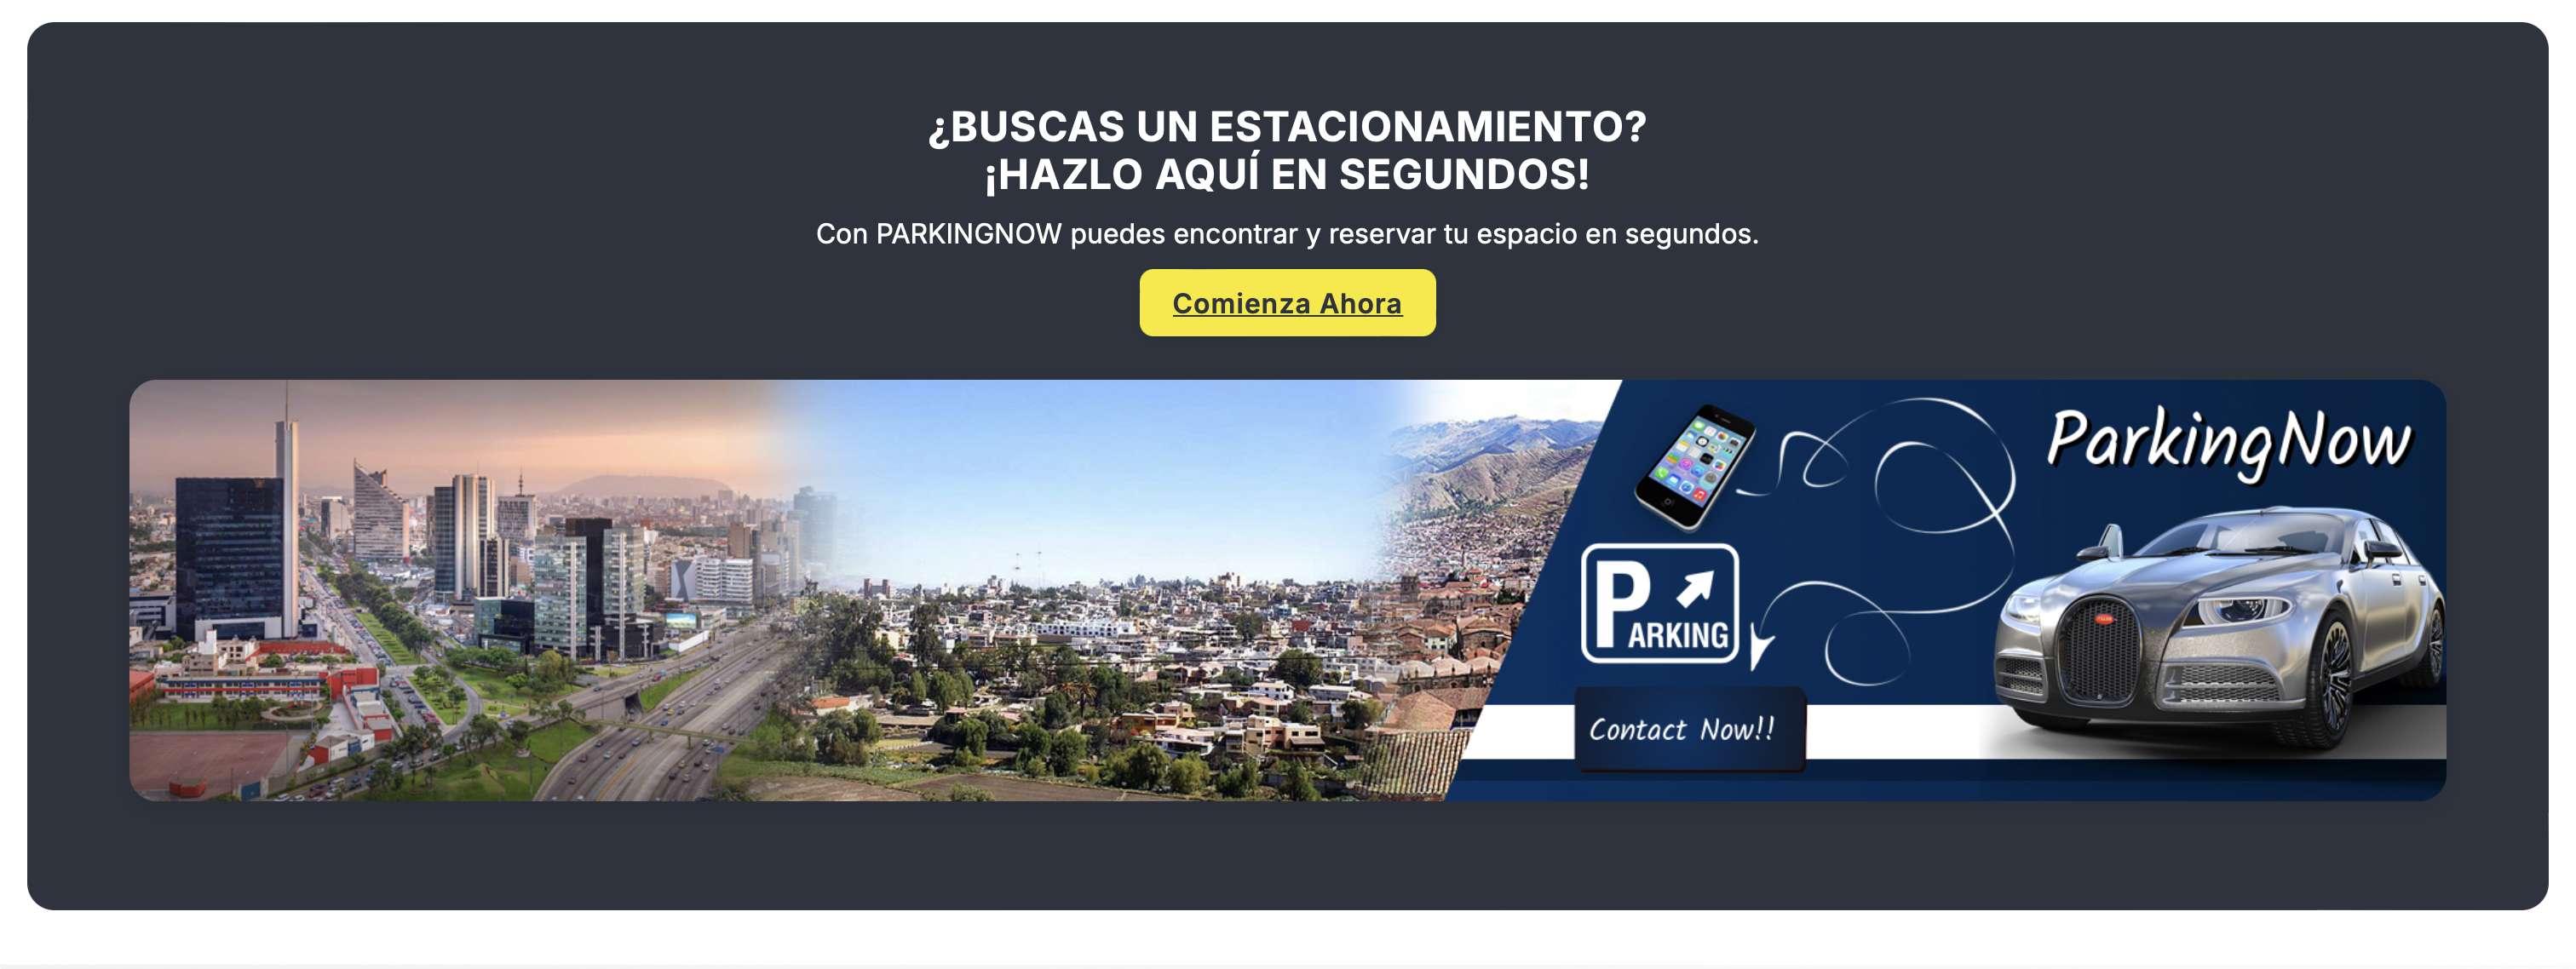 ¿BUSCAS UN ESTACIONAMIENTO?
¡HAZLO AQUÍ EN SEGUNDOS!
Con PARKINGNOW puedes encontrar y reservar tu espacio en segundos.
Comienza Ahora
ParkingNow
PARKING
Contact Now!!